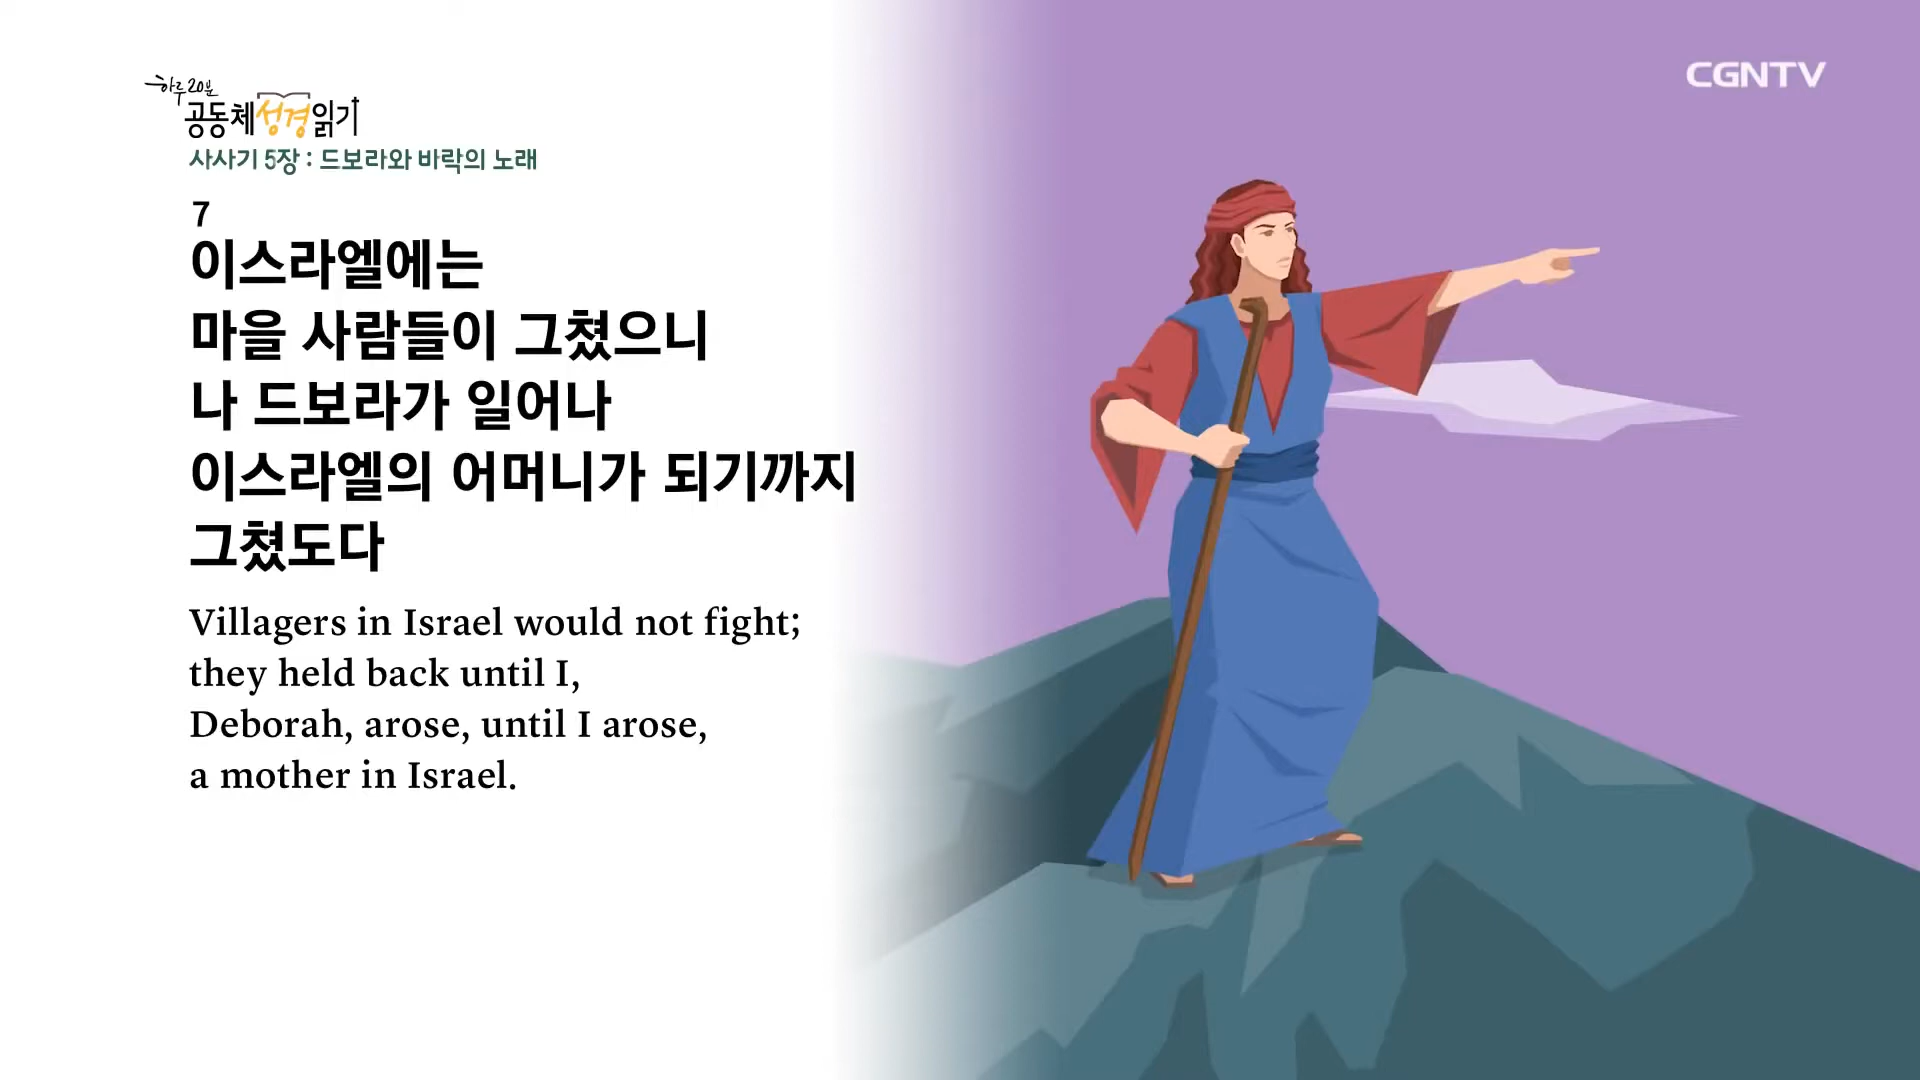 하루 20분
공동체성경읽기
사사기 5장 : 드보라와 바락의 노래
7
이스라엘에는
마을 사람들이 그쳤으니
나 드보라가 일어나
이스라엘의 어머니가 되기까지
그쳤도다
Villagers in Israel would not fight;
they held back until I,
Deborah, arose, until I arose,
a mother in Israel.
CGNTV